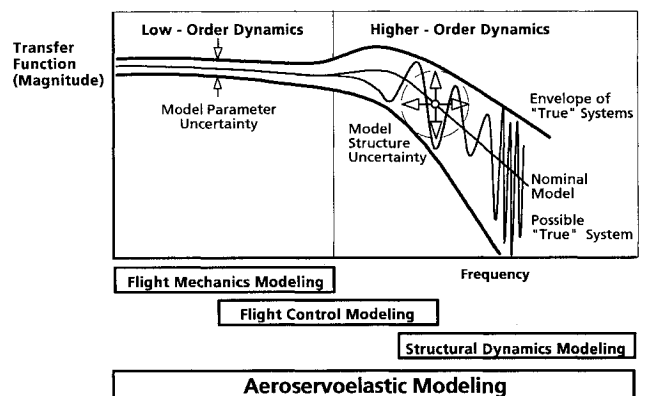 Low - Order Dynamics
Higher - Order Dynamics
Transfer
Function
(Magnitude)
Model Parameter
Uncertainty
Model
Structure
Uncertainty
Envelope of
"True" Systems
Nominal
Model
Possible
"True" System
Frequency
Flight Mechanics Modeling
Flight Control Modeling
Structural Dynamics Modeling
Aeroservoelastic Modeling